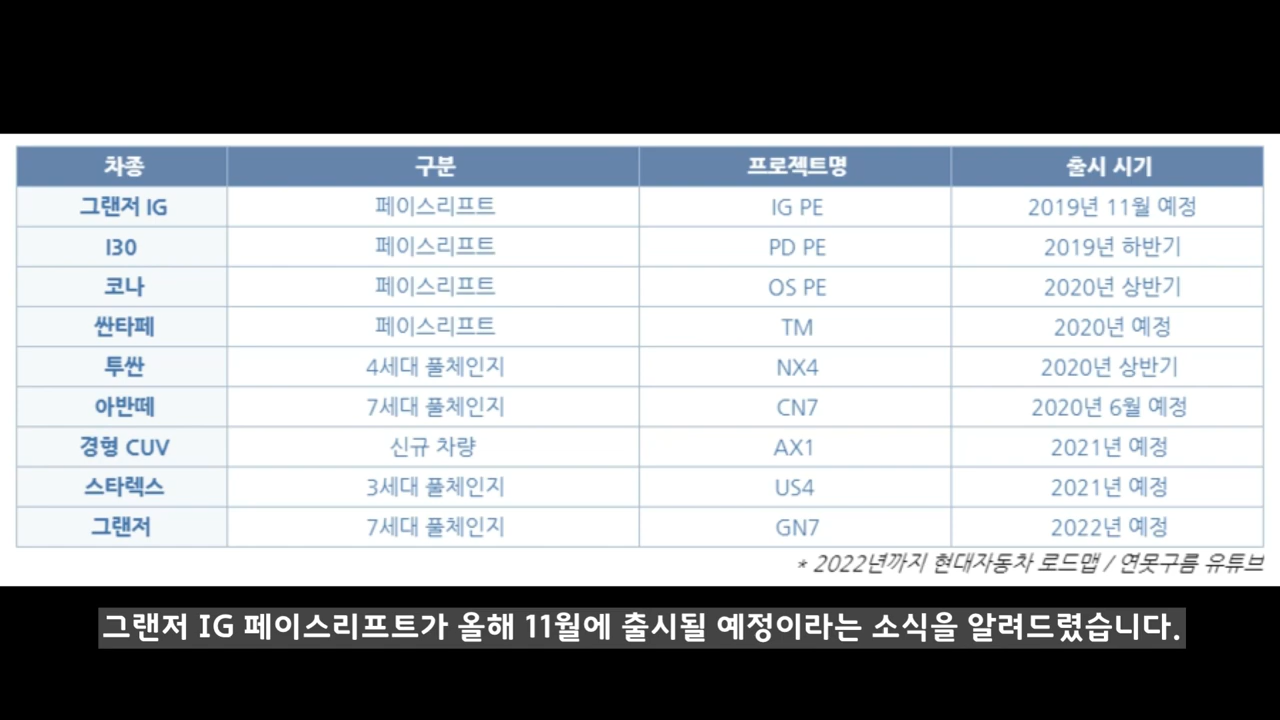 차종 구분 프로젝트명 출시 시기
그랜저 IG 페이스리프트 IG PE 2019년 11월 예정
I30 페이스리프트 PD PE 2019년 하반기
코나 페이스리프트 OS PE 2020년 상반기
싼타페 페이스리프트 TM 2020년 예정
투싼 4세대 풀체인지 NX4 2020년 상반기
아반떼 7세대 풀체인지 CN7 2020년 6월 예정
경형 CUV 신규 차량 AX1 2021년 예정
스타렉스 3세대 풀체인지 US4 2021년 예정
그랜저 7세대 풀체인지 GN7 2022년 예정
* 2022년까지 현대자동차 로드맵 / 연못구름 유튜브
그랜저 IG 페이스리프트가 올해 11월에 출시될 예정이라는 소식을 알려드렸습니다.